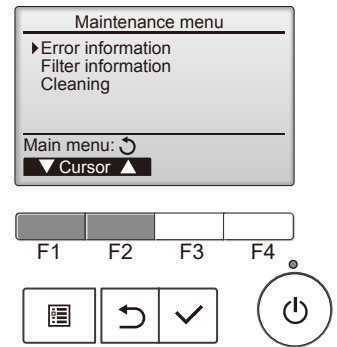 Maintenance menu
Error information
Filter information
Cleaning
Main menu:
Cursor
F1 F2 F3 F4